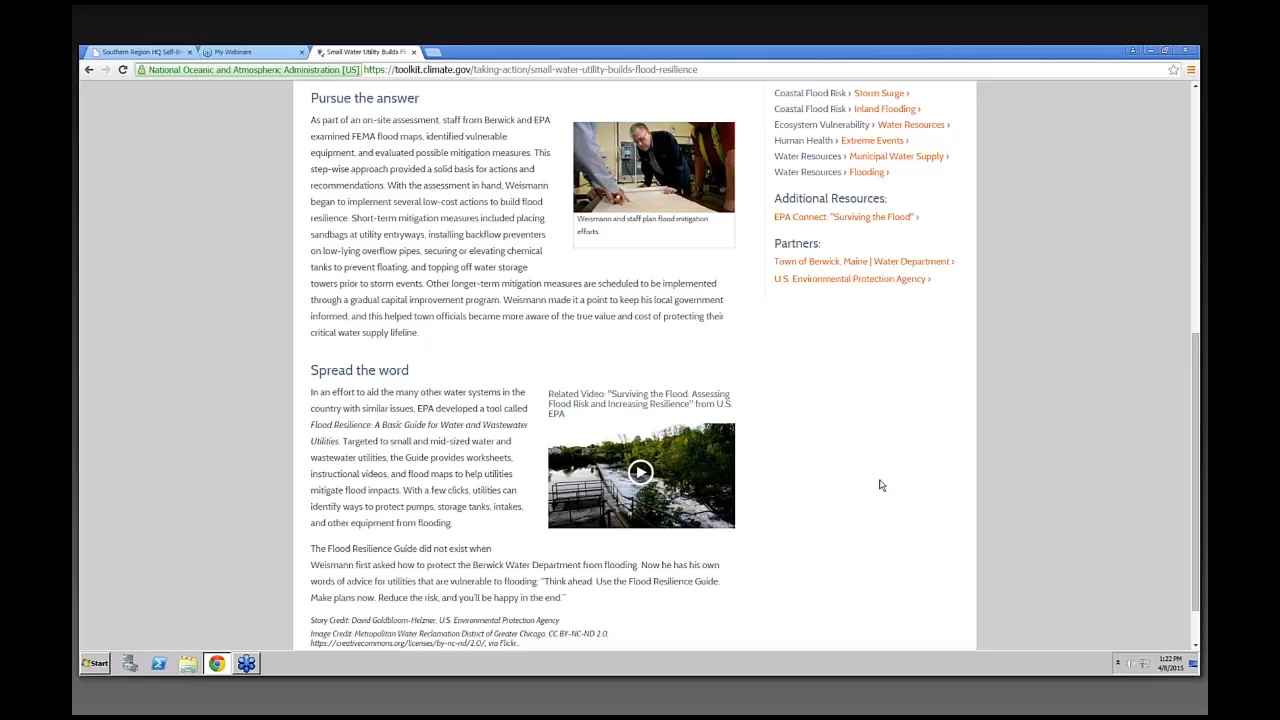 Southern Region HQ Self-Br
My Webinars
Small Water Utility Builds Fl
National Oceanic and Atmospheric Administration [US]
https://toolkit.climate.gov/taking-action/small-water-utility-builds-flood-resilience
Pursue the answer
As part of an on-site assessment, staff from Berwick and EPA
examined FEMA flood maps, identified vulnerable
equipment, and evaluated possible mitigation measures. This
step-wise approach provided a solid basis for actions and
recommendations. With the assessment in hand, Weismann
began to implement several low-cost actions to build flood
resilience. Short-term mitigation measures included placing
sandbags at utility entryways, installing backflow preventers
on low-lying overflow pipes, securing or elevating chemical
tanks to prevent floating, and topping off water storage
towers prior to storm events. Other longer-term mitigation measures are scheduled to be implemented
through a gradual capital improvement program. Weismann made it a point to keep his local government
informed, and this helped town officials became more aware of the true value and cost of protecting their
critical water supply lifeline.
Weismann and staff plan flood mitigation
efforts.
Spread the word
In an effort to aid the many other water systems in the
country with similar issues, EPA developed a tool called
Flood Resilience: A Basic Guide for Water and Wastewater
Utilities. Targeted to small and mid-sized water and
wastewater utilities, the Guide provides worksheets,
instructional videos, and flood maps to help utilities
mitigate flood impacts. With a few clicks, utilities can
identify ways to protect pumps, storage tanks, intakes,
and other equipment from flooding.
Related Video: "Surviving the Flood: Assessing
Flood Risk and Increasing Resilience" from U.S.
EPA
The Flood Resilience Guide did not exist when
Weismann first asked how to protect the Berwick Water Department from flooding. Now he has his own
words of advice for utilities that are vulnerable to flooding: "Think ahead. Use the Flood Resilience Guide.
Make plans now. Reduce the risk, and you'll be happy in the end."
Story Credit: David Goldbloom-Helzner, U.S. Environmental Protection Agency
Image Credit: Metropolitan Water Reclamation District of Greater Chicago. CC BY-NC-ND 2.0,
https://creativecommons.org/licenses/by-nc-nd/2.0/, via Flickr.
Coastal Flood Risk › Storm Surge ›
Coastal Flood Risk › Inland Flooding ›
Ecosystem Vulnerability › Water Resources ›
Human Health › Extreme Events ›
Water Resources › Municipal Water Supply ›
Water Resources › Flooding ›
Additional Resources:
EPA Connect: "Surviving the Flood" ›
Partners:
Town of Berwick, Maine | Water Department ›
U.S. Environmental Protection Agency ›
Start
1:22 PM
4/8/2015